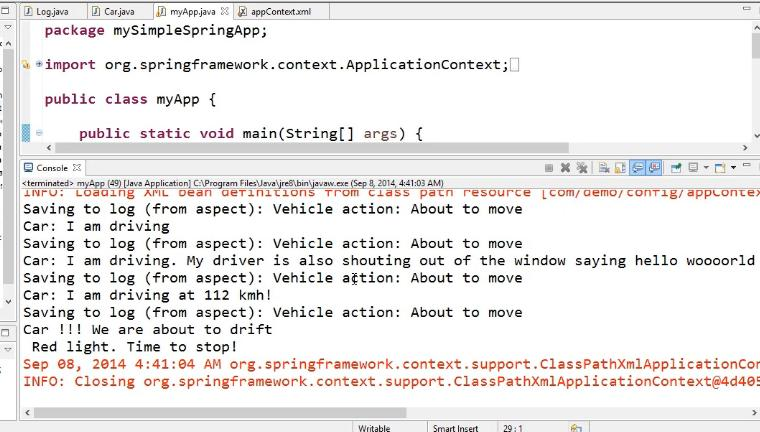 Log.java Car.java myApp.java appContext.xml
package mySimpleSpringApp;
import org.springframework.context.ApplicationContext;
public class myApp {
public static void main(String[] args) {
Console
<terminated> myApp (49) [Java Application] C:\Program Files\Java\jre8\bin\javaw.exe (Sep 8, 2014, 4:41:03 AM)
INFO: Loading XML bean definitions from class path resource [com/demo/config/appContex
Saving to log (from aspect): Vehicle action: About to move
Car: I am driving
Saving to log (from aspect): Vehicle action: About to move
Car: I am driving. My driver is also shouting out of the window saying hello woooorld
Saving to log (from aspect): Vehicle action: About to move
Car: I am driving at 112 kmh!
Saving to log (from aspect): Vehicle action: About to move
Car !!! We are about to drift
Red light. Time to stop!
Sep 08, 2014 4:41:04 AM org.springframework.context.support.ClassPathXmlApplicationCon
INFO: Closing org.springframework.context.support.ClassPathXmlApplicationContext@4d405
Writable Smart Insert 29 : 1